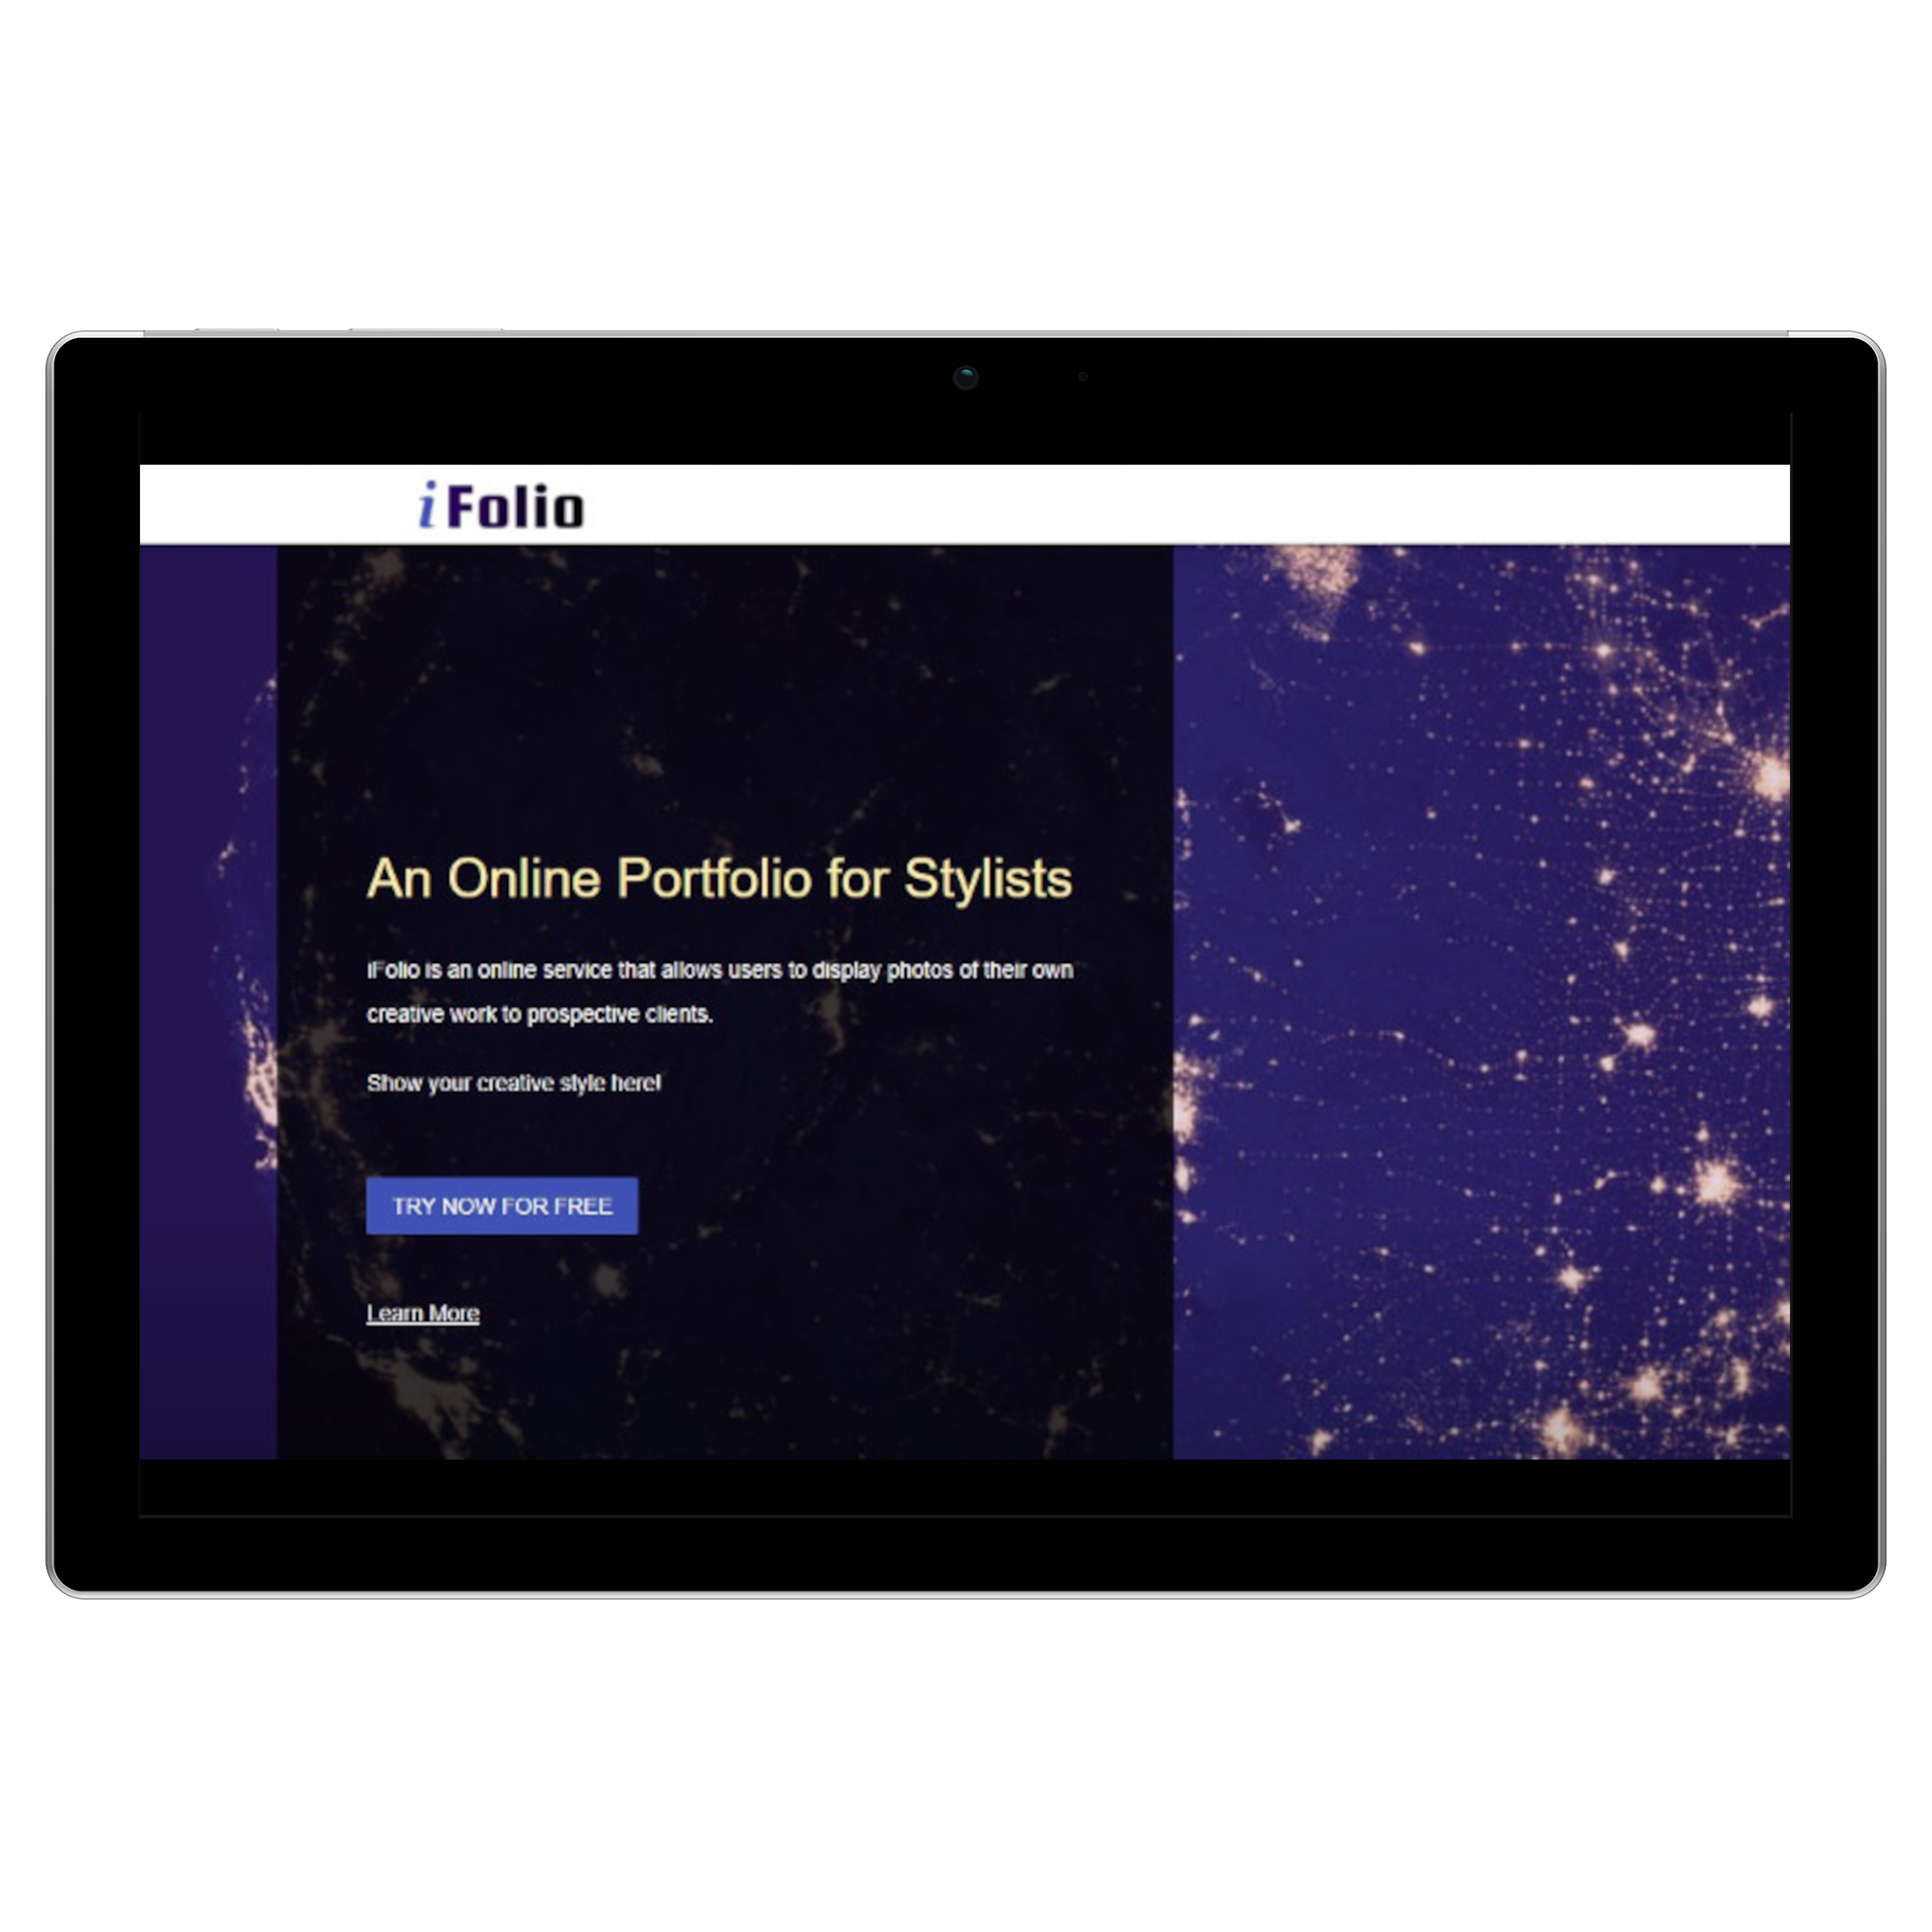 iFolio
An Online Portfolio for Stylists
iFolio is an online service that allows users to display photos of their own
creative work to prospective clients.
Show your creative style here!
TRY NOW FOR FREE
Learn More